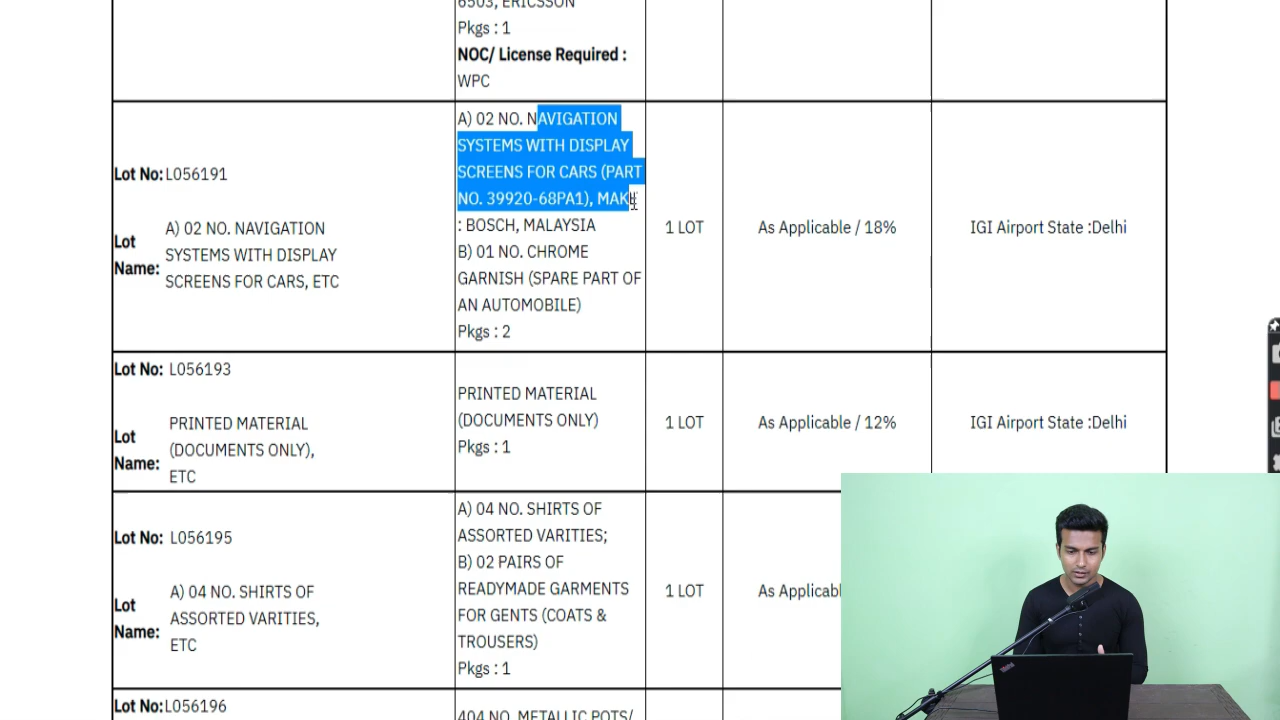 6503, ERICSSON
Pkgs : 1
NOC/ License Required :
WPC
Lot No: L056191
Lot Name:
A) 02 NO. NAVIGATION
SYSTEMS WITH DISPLAY
SCREENS FOR CARS, ETC
A) 02 NO. NAVIGATION
SYSTEMS WITH DISPLAY
SCREENS FOR CARS (PART
NO. 39920-68PA1), MAKE
: BOSCH, MALAYSIA
B) 01 NO. CHROME
GARNISH (SPARE PART OF
AN AUTOMOBILE)
Pkgs : 2
1 LOT
As Applicable / 18%
IGI Airport State :Delhi
Lot No: L056193
Lot Name:
PRINTED MATERIAL
(DOCUMENTS ONLY),
ETC
PRINTED MATERIAL
(DOCUMENTS ONLY)
Pkgs : 1
1 LOT
As Applicable / 12%
IGI Airport State :Delhi
Lot No: L056195
Lot Name:
A) 04 NO. SHIRTS OF
ASSORTED VARITIES,
ETC
A) 04 NO. SHIRTS OF
ASSORTED VARITIES;
B) 02 PAIRS OF
READYMADE GARMENTS
FOR GENTS (COATS &
TROUSERS)
Pkgs : 1
1 LOT
As
Lot No: L056196
404 NO. METALLIC POTS/